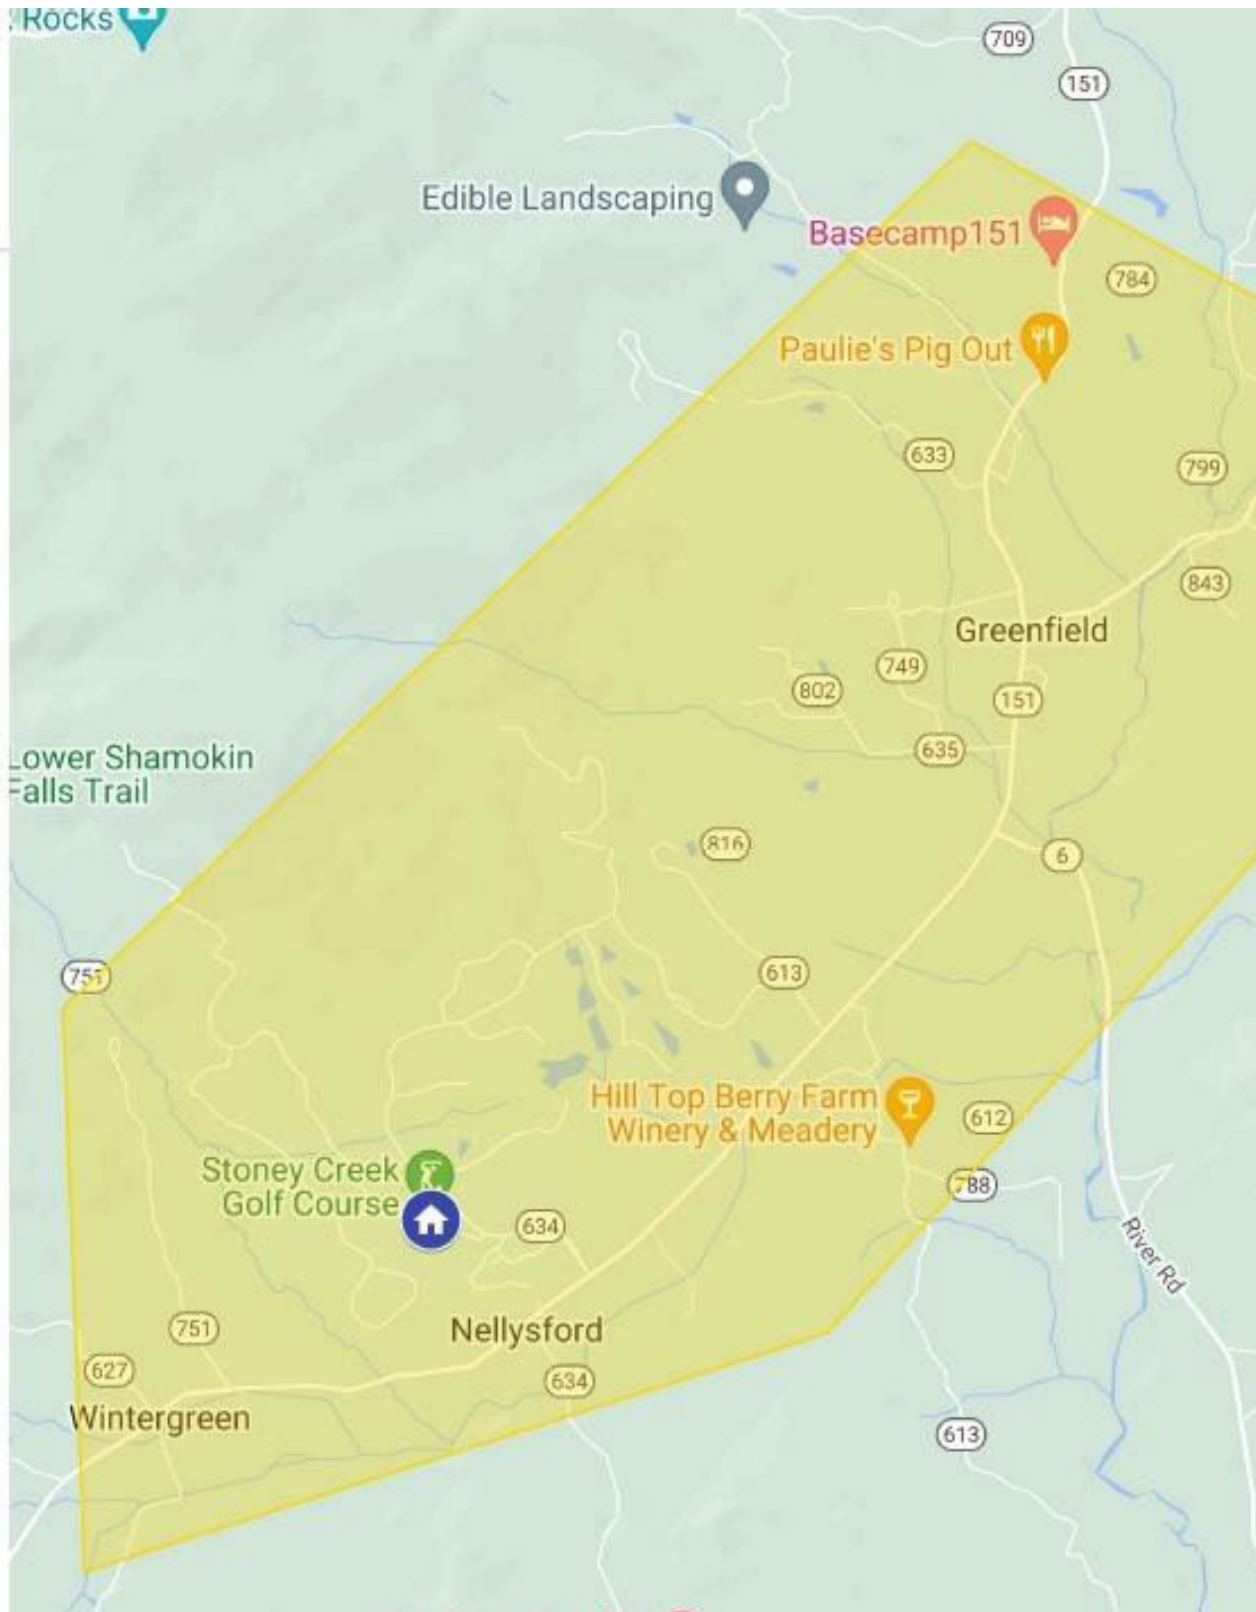 Rocks
709
151
Edible Landscaping
Basecamp151
784
Paulie's Pig Out
633
799
843
Greenfield
749
802
151
635
Lower Shamokin
Falls Trail
816
6
613
751
Hill Top Berry Farm
Winery & Meadery
612
Stoney Creek
Golf Course
788
634
River Rd
Nellysford
751
627
634
Wintergreen
613